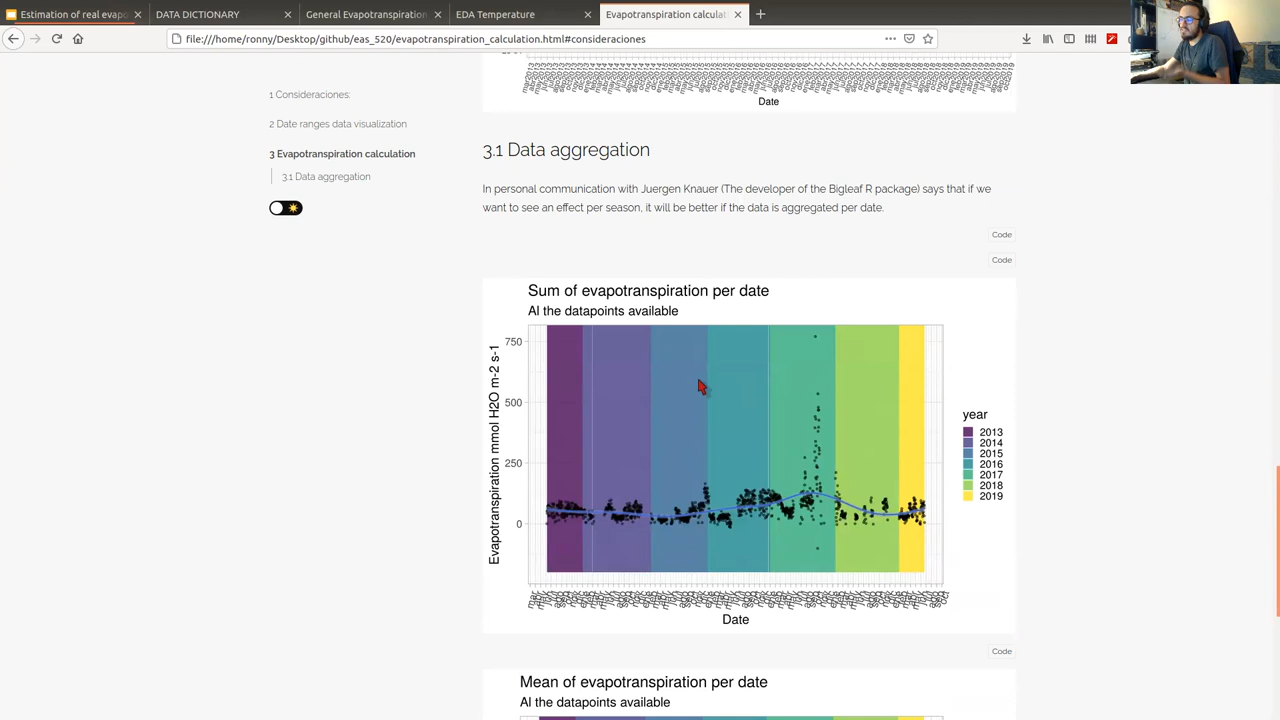 Estimation of real evapo
DATA DICTIONARY
General Evapotranspiration
EDA Temperature
Evapotranspiration calculat
file:///home/ronny/Desktop/github/eas_520/evapotranspiration_calculation.html#consideraciones
1 Consideraciones:
2 Date ranges data visualization
3 Evapotranspiration calculation
3.1 Data aggregation
Date
3.1 Data aggregation
In personal communication with Juergen Knauer (The developer of the Bigleaf R package) says that if we
want to see an effect per season, it will be better if the data is aggregated per date.
Code
Code
Sum of evapotranspiration per date
Al the datapoints available
Evapotranspiration mmol H2O m-2 s-1
750
500
250
0
Date
year
2013
2014
2015
2016
2017
2018
2019
Code
Mean of evapotranspiration per date
Al the datapoints available